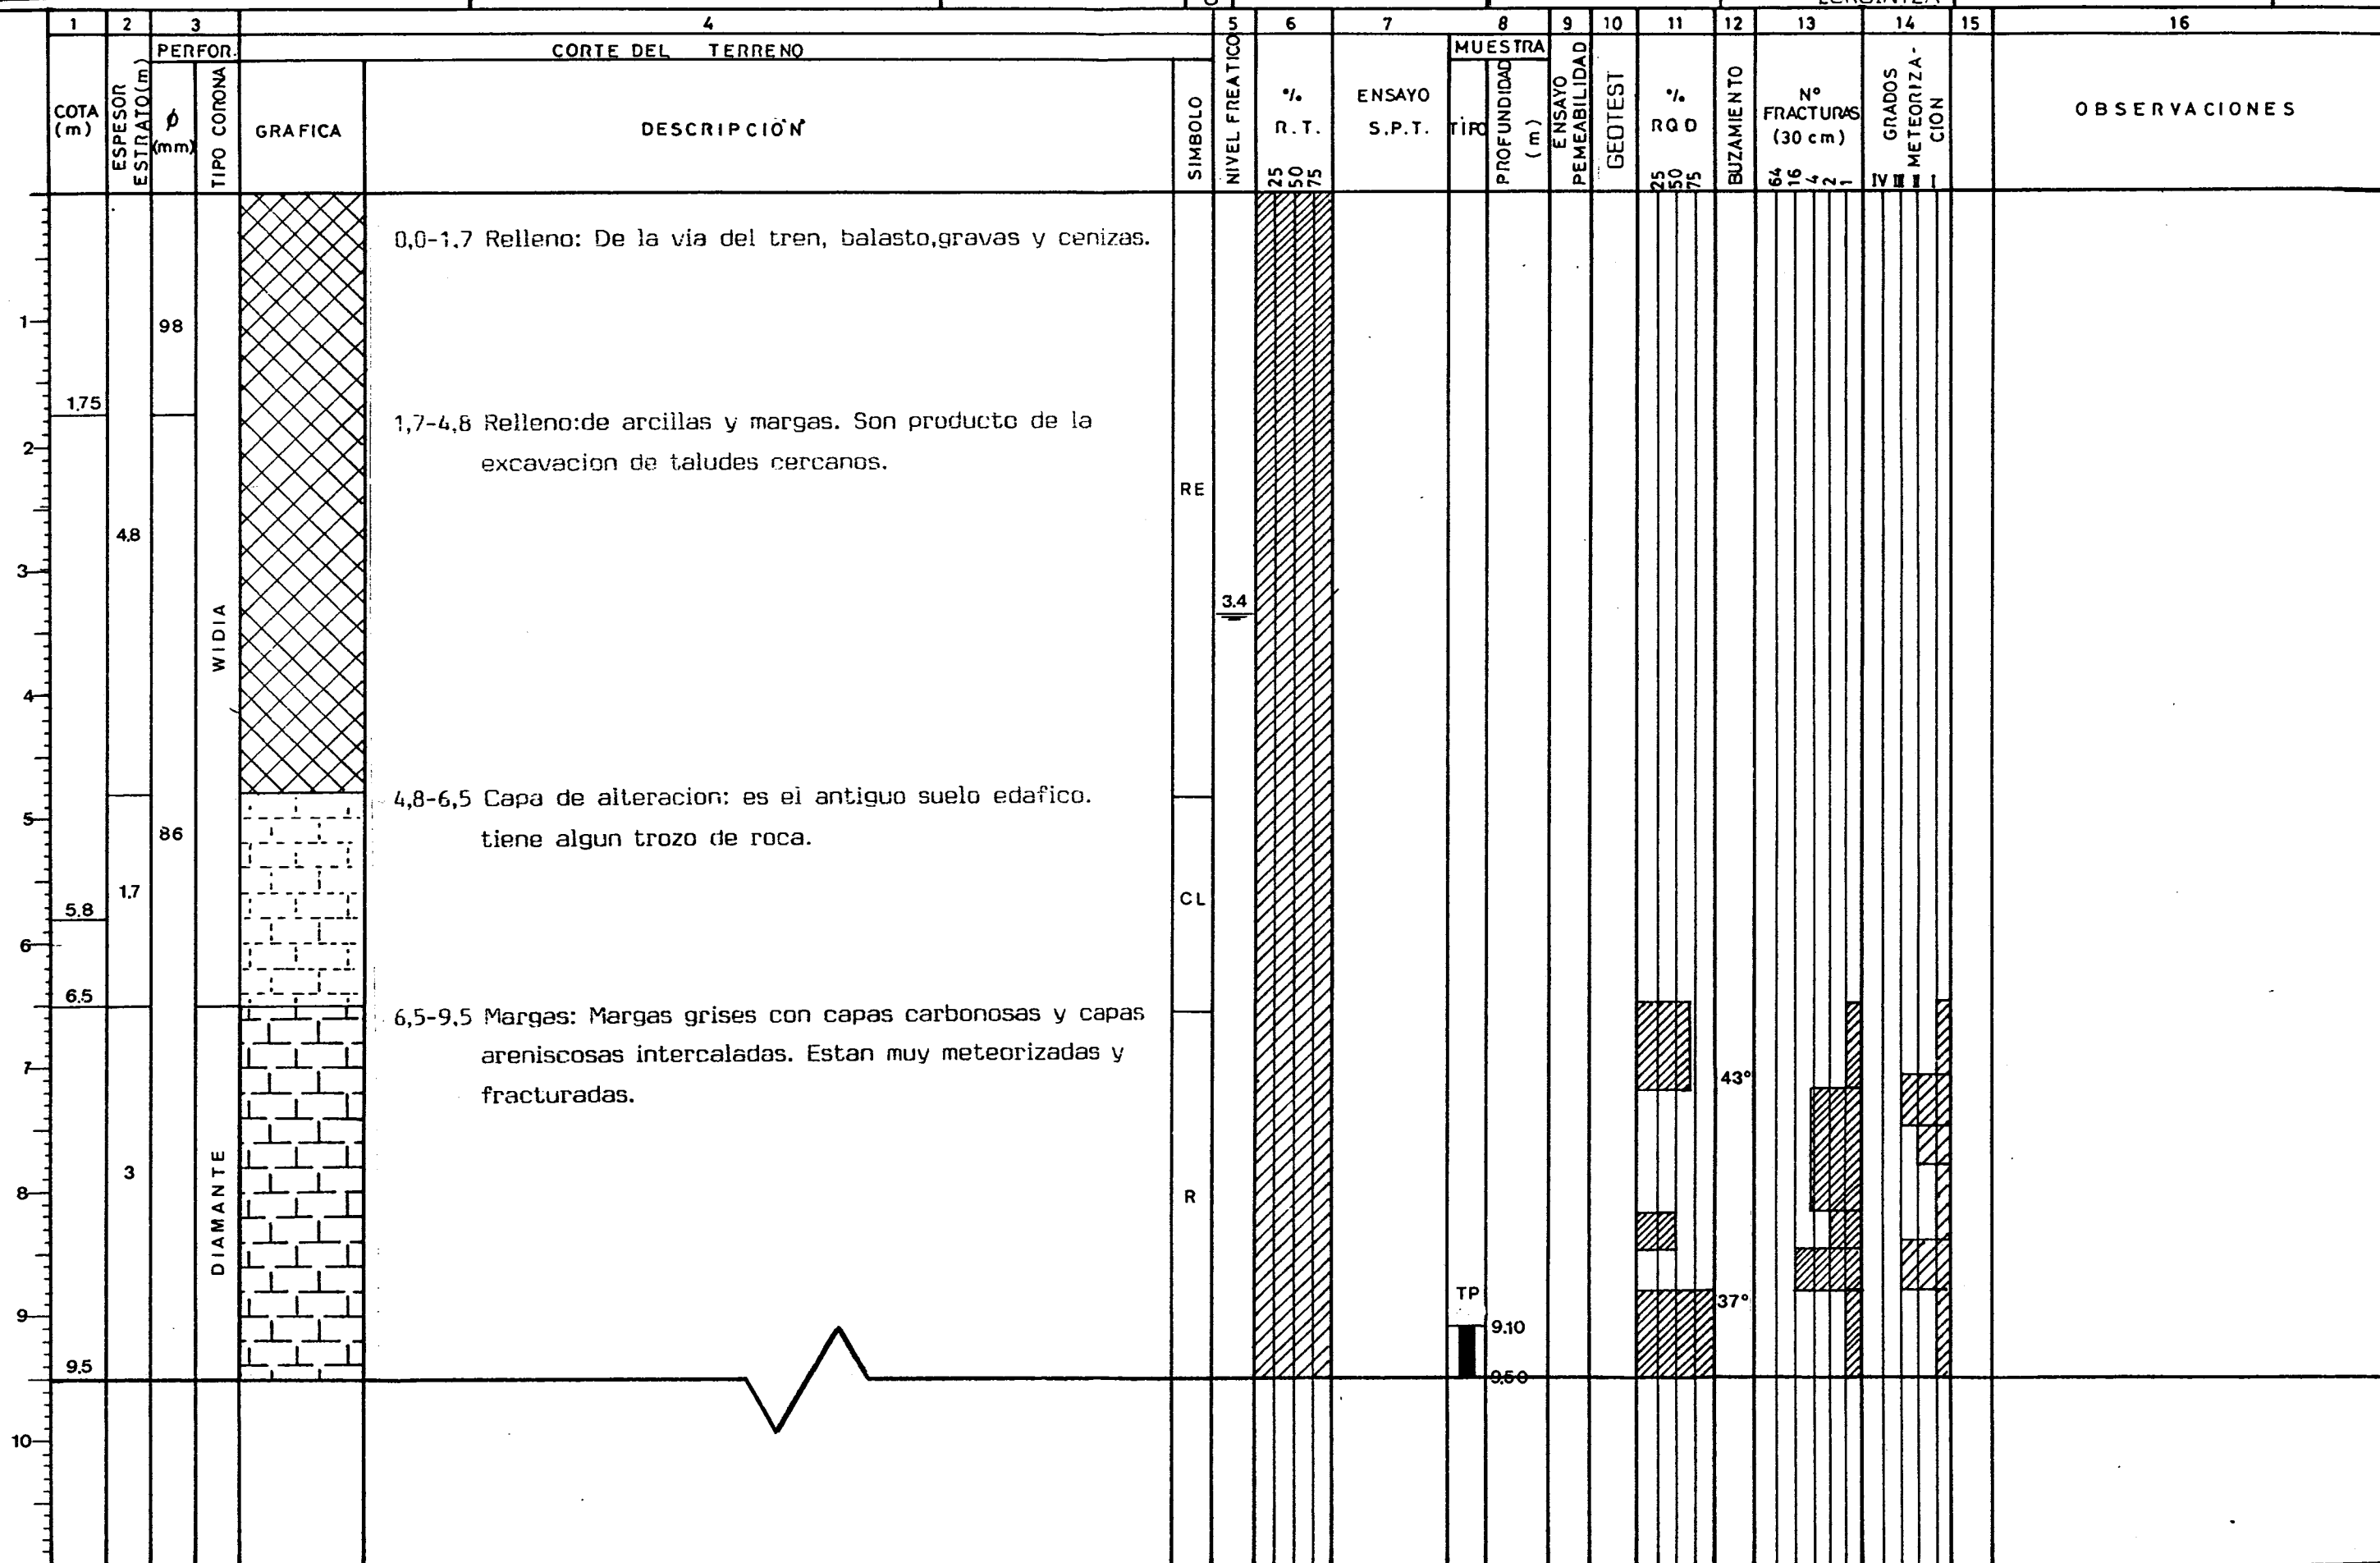 1 2 3 4 5 6 7 8 9 10 11 12 13 14 15 16
PERFOR.
CORTE DEL TERRENO
MUESTRA
COTA
(m)
ESPESOR
ESTRATO(m)
ϕ
(mm)
TIPO CORONA
GRAFICA
DESCRIPCIÓN
SIMBOLO
NIVEL FREATICO
%
R.T.
25
50
75
ENSAYO
S.P.T.
TIPO
PROFUNDIDAD
(m)
ENSAYO
PEMEABILIDAD
GEOTEST
%
RQD
25
50
75
BUZAMIENTO
Nº
FRACTURAS
(30 cm)
64
16
4
2
1
GRADOS
METEORIZA-
CION
IV III II I
OBSERVACIONES
0,0-1,7 Relleno: De la via del tren, balasto,gravas y cenizas.
1
98
1.75
1,7-4,8 Relleno:de arcillas y margas. Son producto de la
excavacion de taludes cercanos.
2
RE
4.8
3
3.4
WIDIA
4
4,8-6,5 Capa de alteracion: es el antiguo suelo edafico.
tiene algun trozo de roca.
5
86
1.7
CL
5.8
6
6.5
6,5-9,5 Margas: Margas grises con capas carbonosas y capas
areniscosas intercaladas. Estan muy meteorizadas y
fracturadas.
7
43°
3
DIAMANTE
8
R
TP
37°
9
9.10
9.5
9.50
10